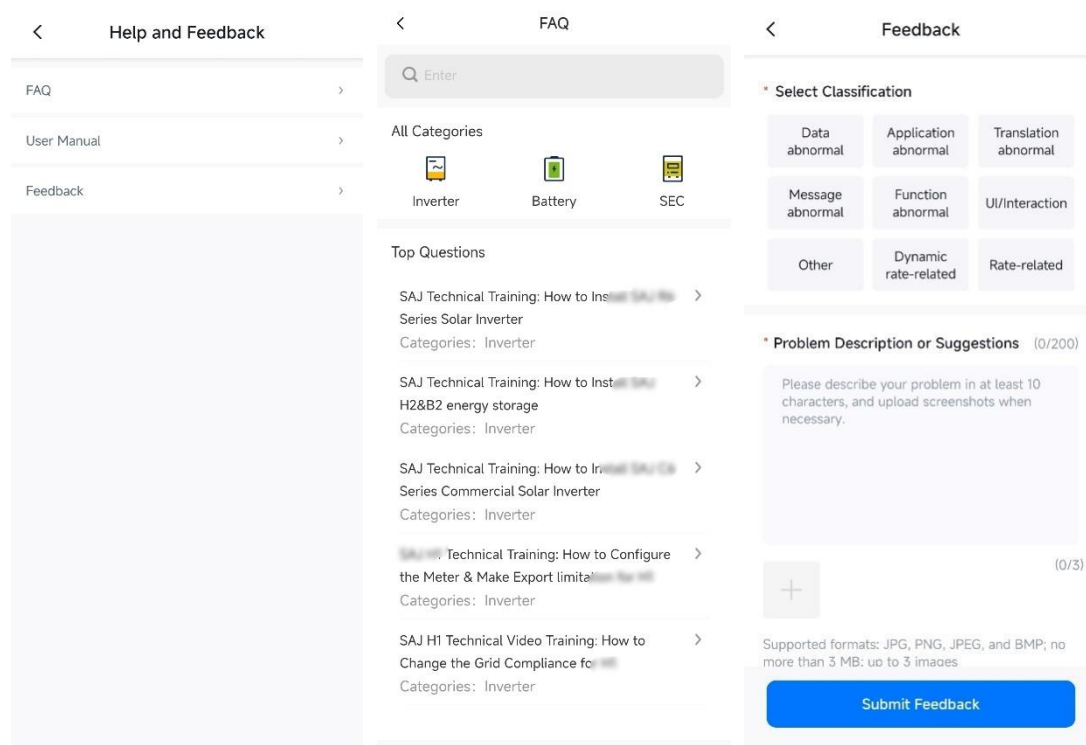 Help and Feedback
FAQ
User Manual
Feedback
FAQ
Enter
All Categories
Inverter
Battery
SEC
Top Questions
SAJ Technical Training: How to
Series Solar Inverter
Categories: Inverter
SAJ Technical Training: How to
H2&B2 energy storage
Categories: Inverter
SAJ Technical Training: How to
Series Commercial Solar Inverter
Categories: Inverter
Technical Training: How to Configure
the Meter & Make Export
Categories: Inverter
SAJ H1 Technical Video Training: How to
Change the Grid Compliance for
Categories: Inverter
Feedback
* Select Classification
Data
abnormal
Application
abnormal
Translation
abnormal
Message
abnormal
Function
abnormal
UI/Interaction
Other
Dynamic
rate-related
Rate-related
* Problem Description or Suggestions (0/200)
Please describe your problem in at least 10
characters, and upload screenshots when
necessary.
(0/3)
Supported formats: JPG, PNG, JPEG, and BMP; no
more than 3 MB; up to 3 images
Submit Feedback